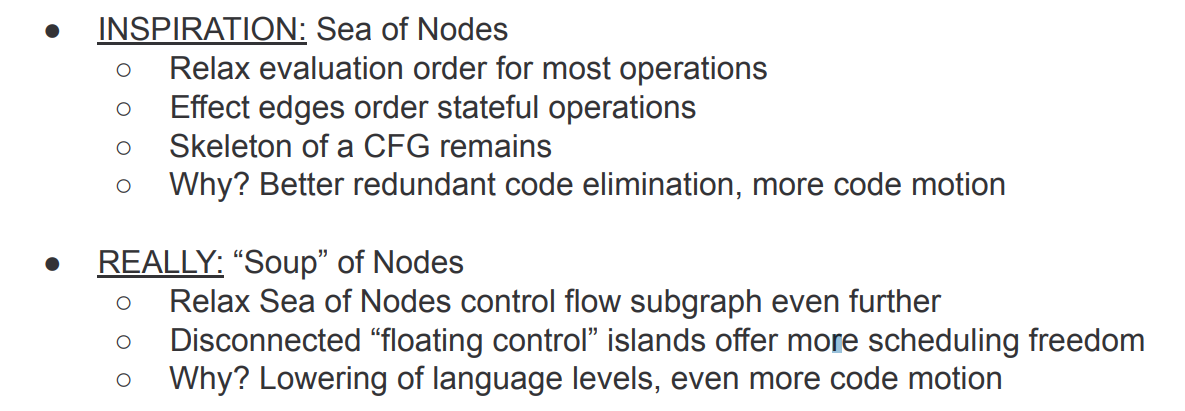 ● INSPIRATION: Sea of Nodes
○ Relax evaluation order for most operations
○ Effect edges order stateful operations
○ Skeleton of a CFG remains
○ Why? Better redundant code elimination, more code motion
● REALLY: “Soup” of Nodes
○ Relax Sea of Nodes control flow subgraph even further
○ Disconnected “floating control” islands offer more scheduling freedom
○ Why? Lowering of language levels, even more code motion